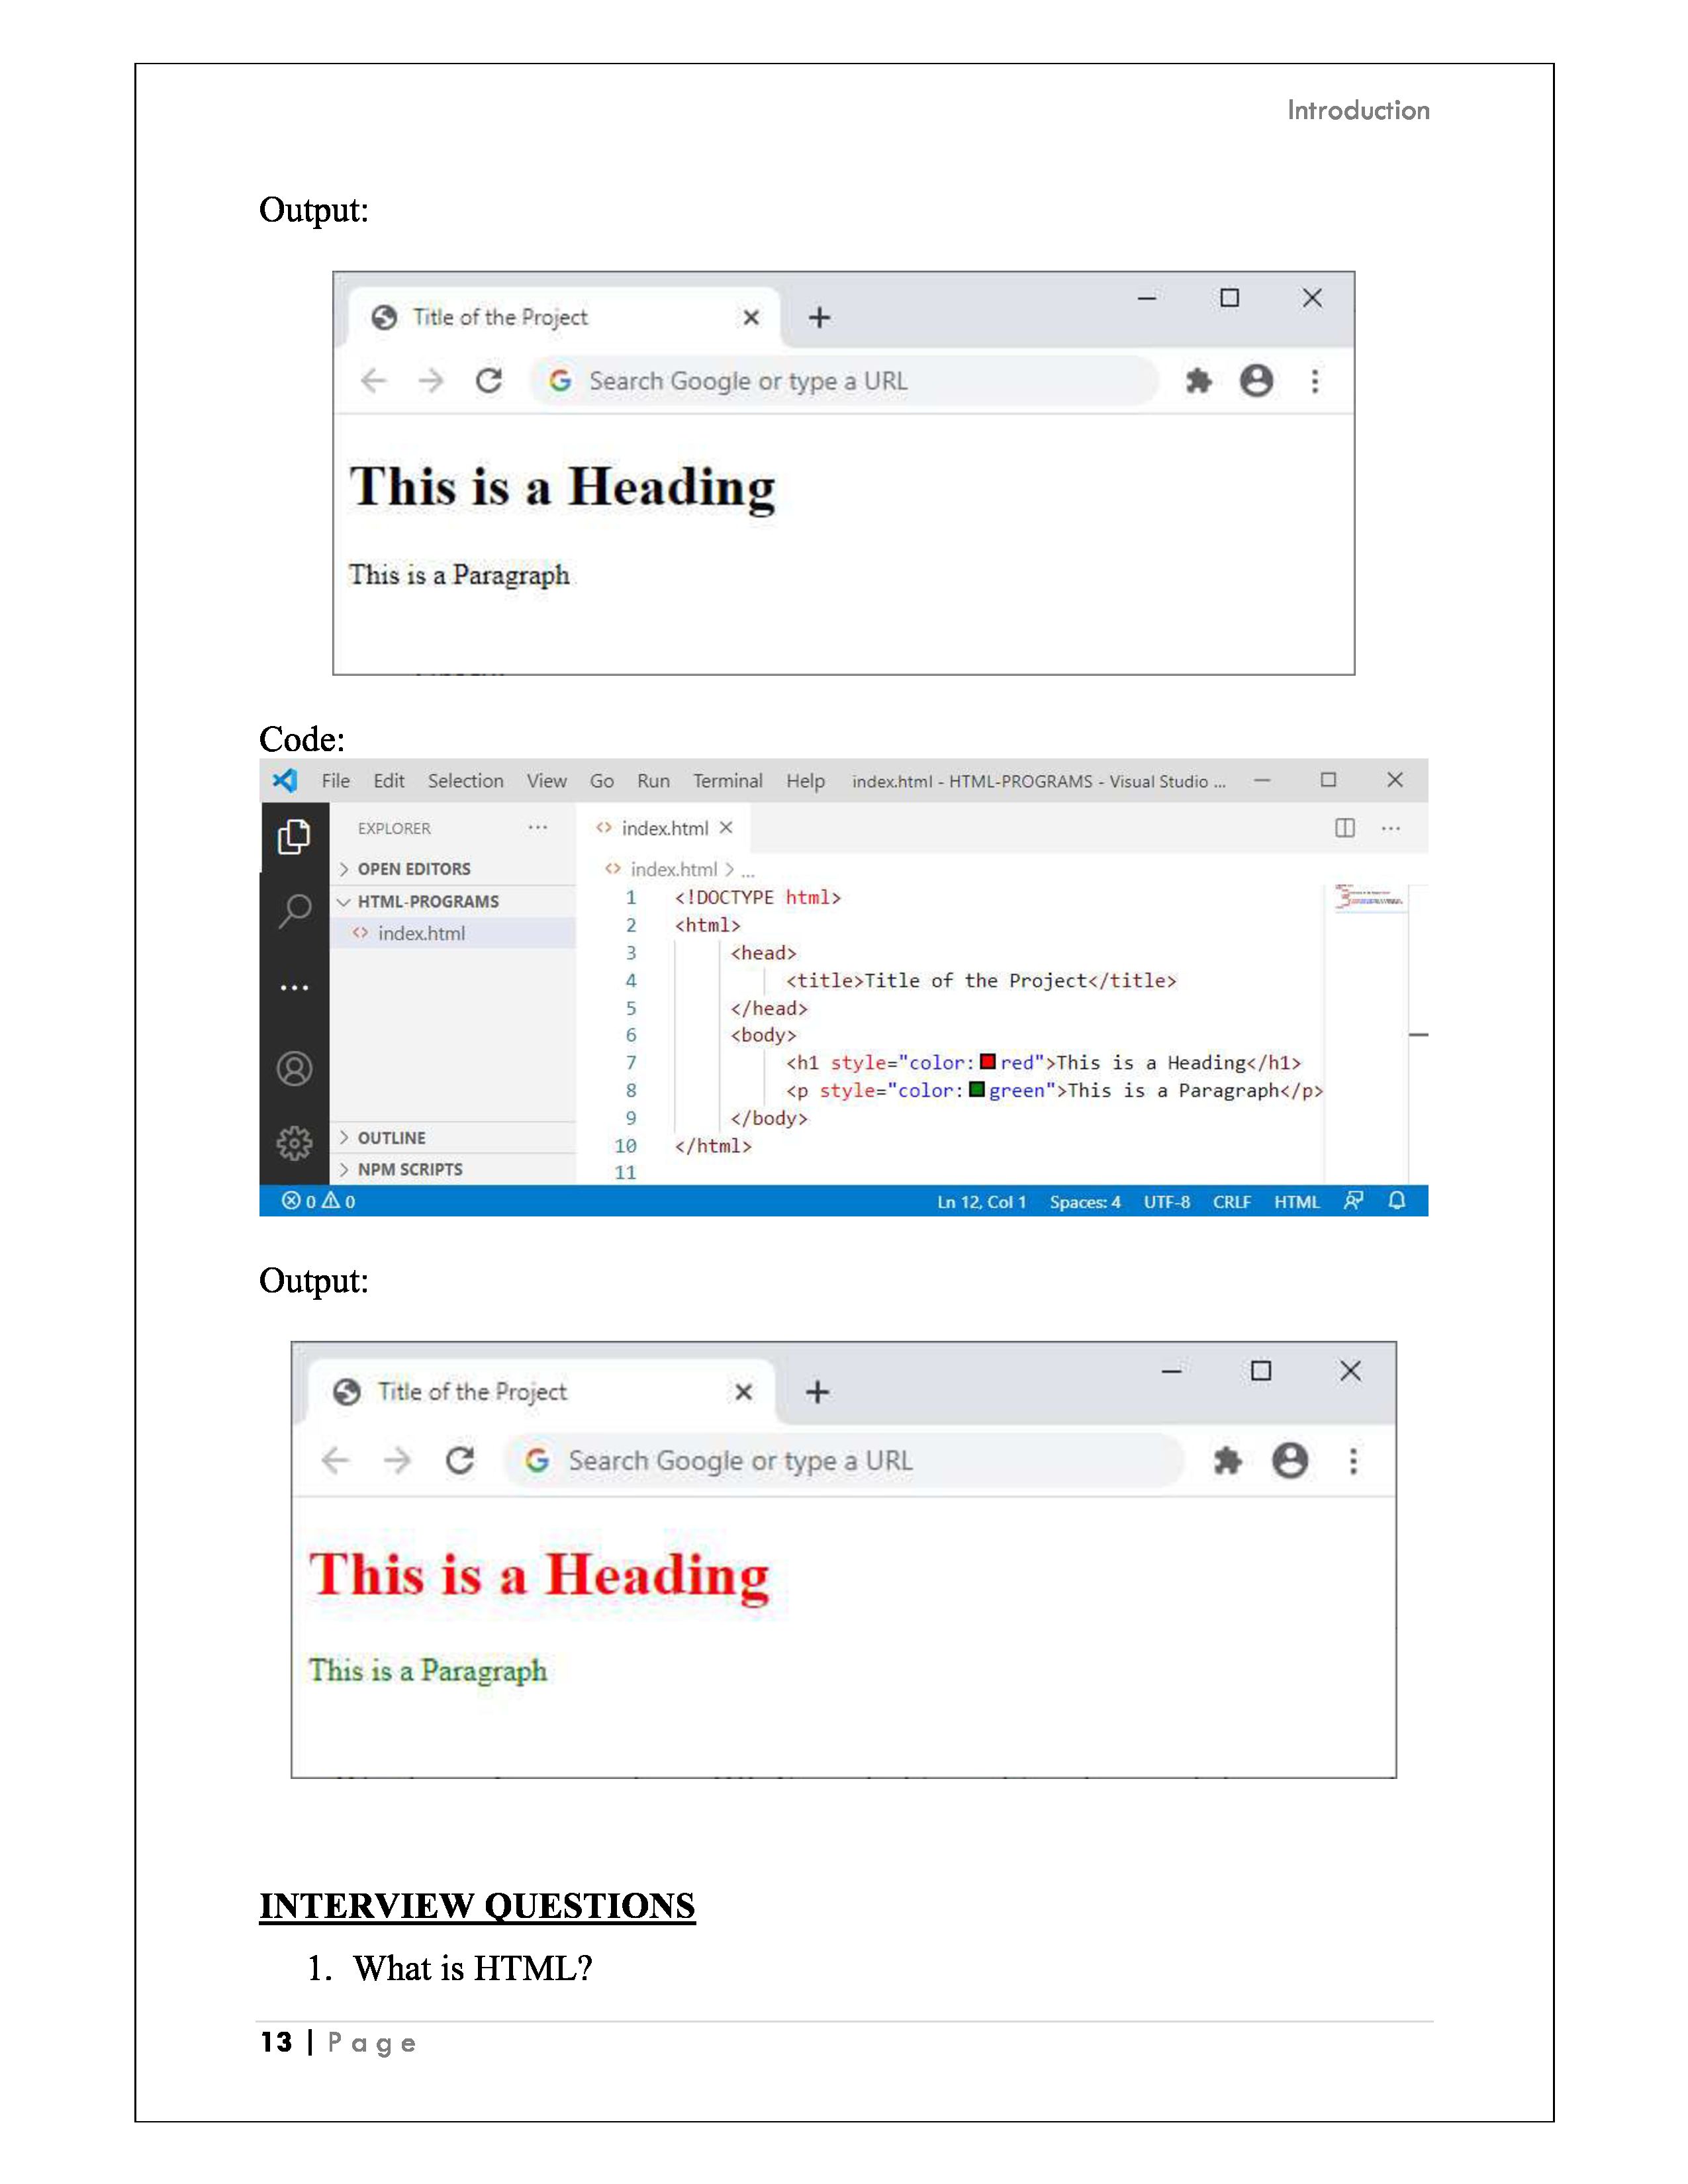 Introduction
Output:
Title of the Project
Search Google or type a URL
This is a Heading
This is a Paragraph
Code:
File Edit Selection View Go Run Terminal Help index.html - HTML-PROGRAMS - Visual Studio ...
EXPLORER ... index.html
> OPEN EDITORS
index.html > ...
HTML-PROGRAMS
index.html
1 <!DOCTYPE html>
2 <html>
3 <head>
4 <title>Title of the Project</title>
5 </head>
6 <body>
7 <h1 style="color:red">This is a Heading</h1>
8 <p style="color:green">This is a Paragraph</p>
9 </body>
10 </html>
11
> OUTLINE
> NPM SCRIPTS
0 0 Ln 12, Col 1 Spaces: 4 UTF-8 CRLF HTML
Output:
Title of the Project
Search Google or type a URL
This is a Heading
This is a Paragraph
INTERVIEW QUESTIONS
1. What is HTML?
13 | Page